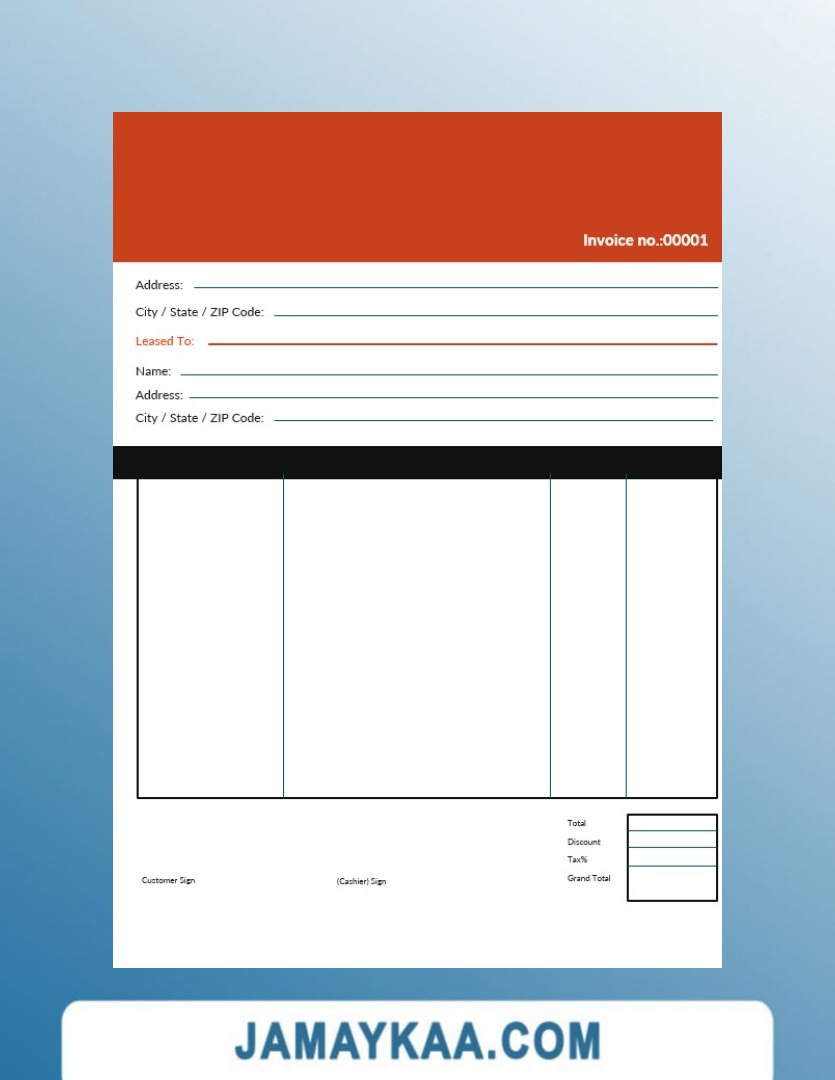 Invoice no.:00001
Address:
City / State / ZIP Code:
Leased To:
Name:
Address:
City / State / ZIP Code:
Total
Discount
Tax%
Grand Total
Customer Sign
(Cashier) Sign
JAMAYKAA.COM